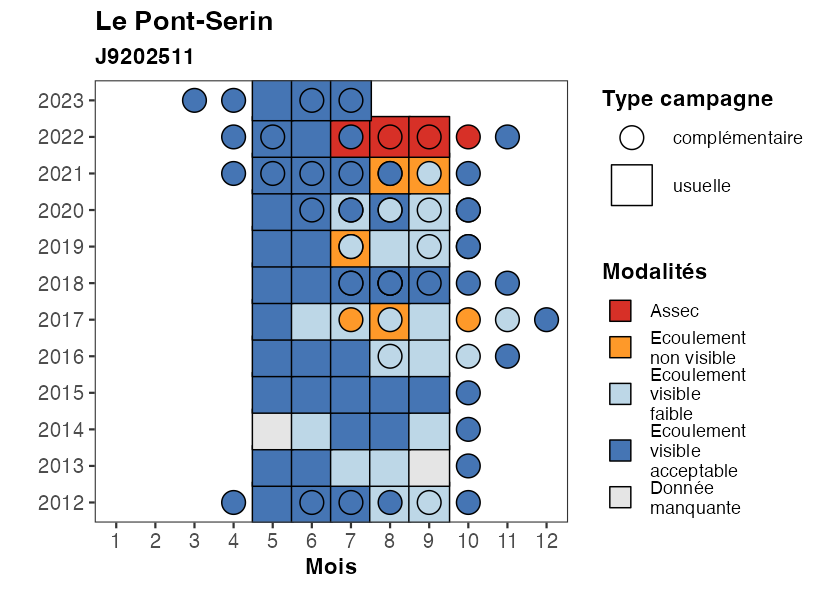 Le Pont-Serin
J9202511
2023
2022
2021
2020
2019
2018
2017
2016
2015
2014
2013
2012
1 2 3 4 5 6 7 8 9 10 11 12
Mois
Type campagne
complémentaire
usuelle
Modalités
Assec
Ecoulement
non visible
Ecoulement
visible
faible
Ecoulement
visible
acceptable
Donnée
manquante